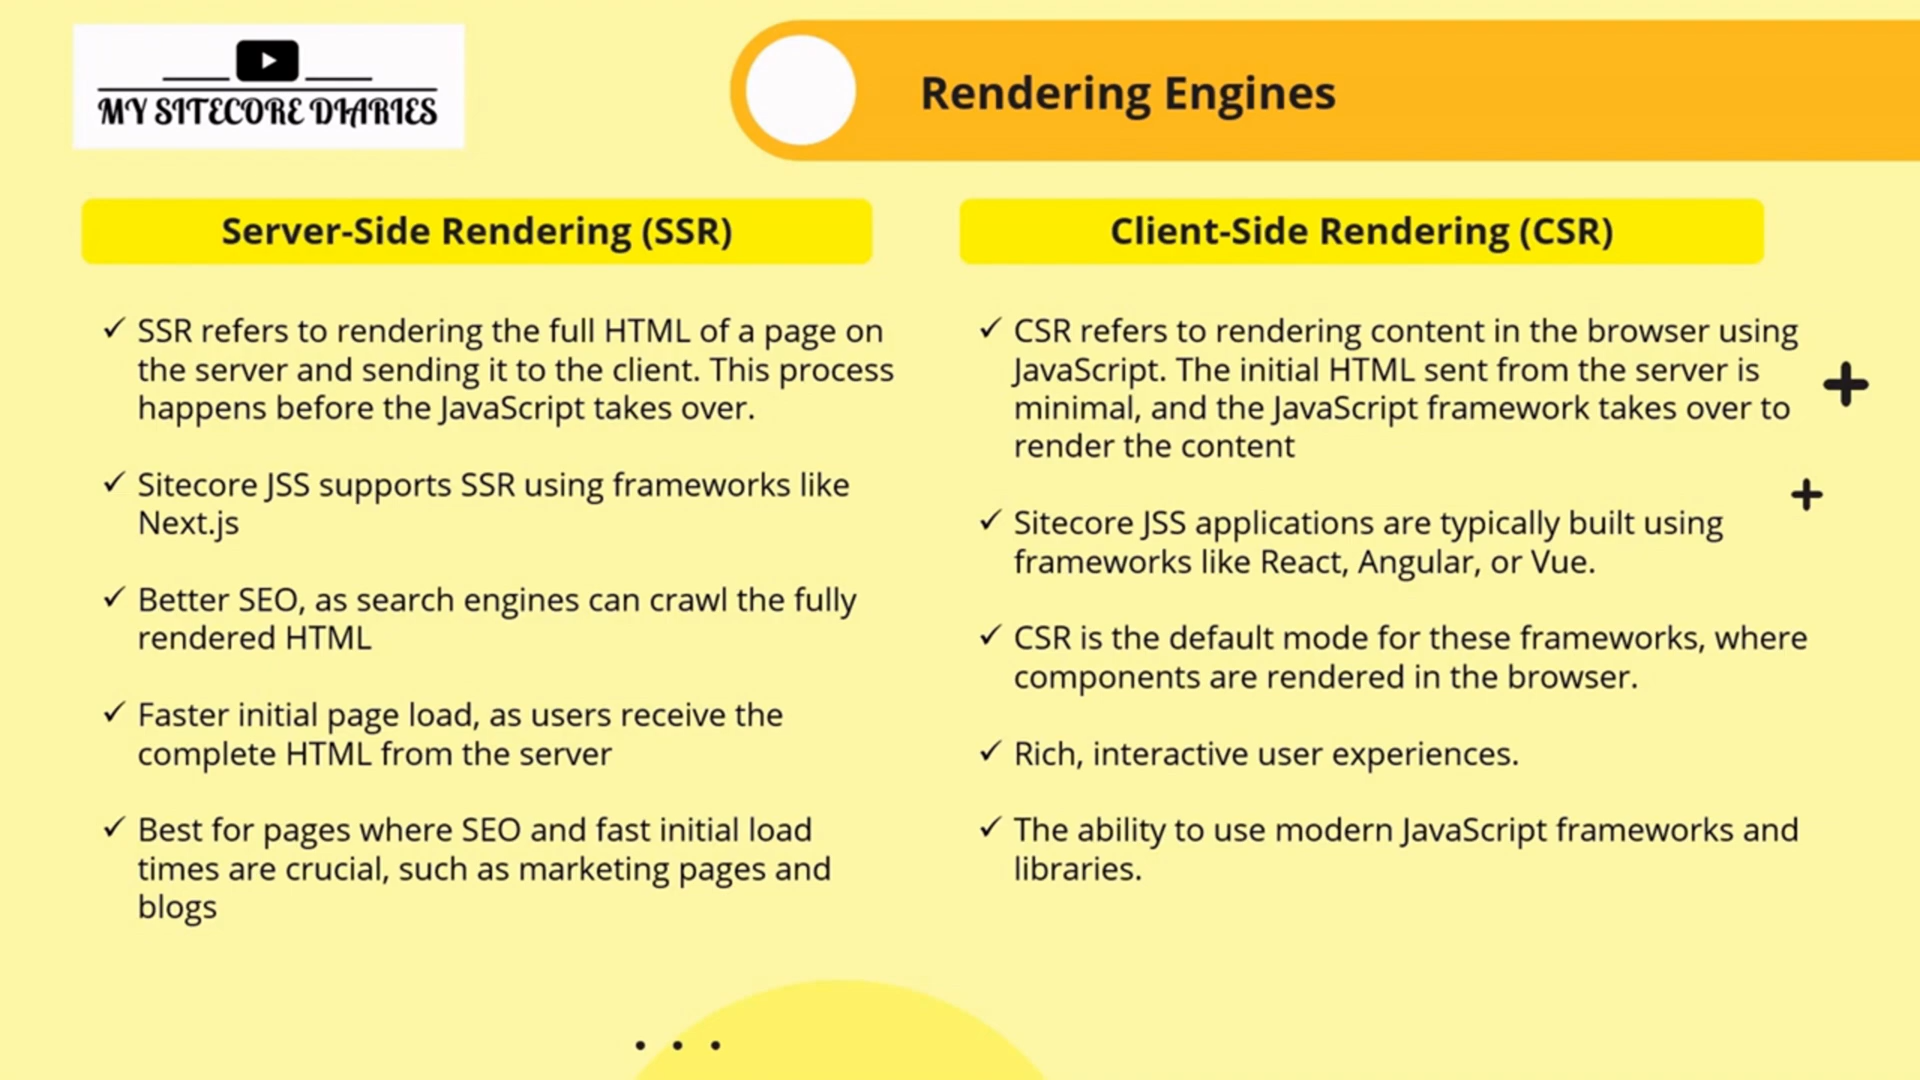 MY SITECORE DIARIES
Rendering Engines
Server-Side Rendering (SSR)
✓ SSR refers to rendering the full HTML of a page on
the server and sending it to the client. This process
happens before the JavaScript takes over.
✓ Sitecore JSS supports SSR using frameworks like
Next.js
✓ Better SEO, as search engines can crawl the fully
rendered HTML
✓ Faster initial page load, as users receive the
complete HTML from the server
✓ Best for pages where SEO and fast initial load
times are crucial, such as marketing pages and
blogs
Client-Side Rendering (CSR)
✓ CSR refers to rendering content in the browser using
JavaScript. The initial HTML sent from the server is
minimal, and the JavaScript framework takes over to
render the content
✓ Sitecore JSS applications are typically built using
frameworks like React, Angular, or Vue.
✓ CSR is the default mode for these frameworks, where
components are rendered in the browser.
✓ Rich, interactive user experiences.
✓ The ability to use modern JavaScript frameworks and
libraries.